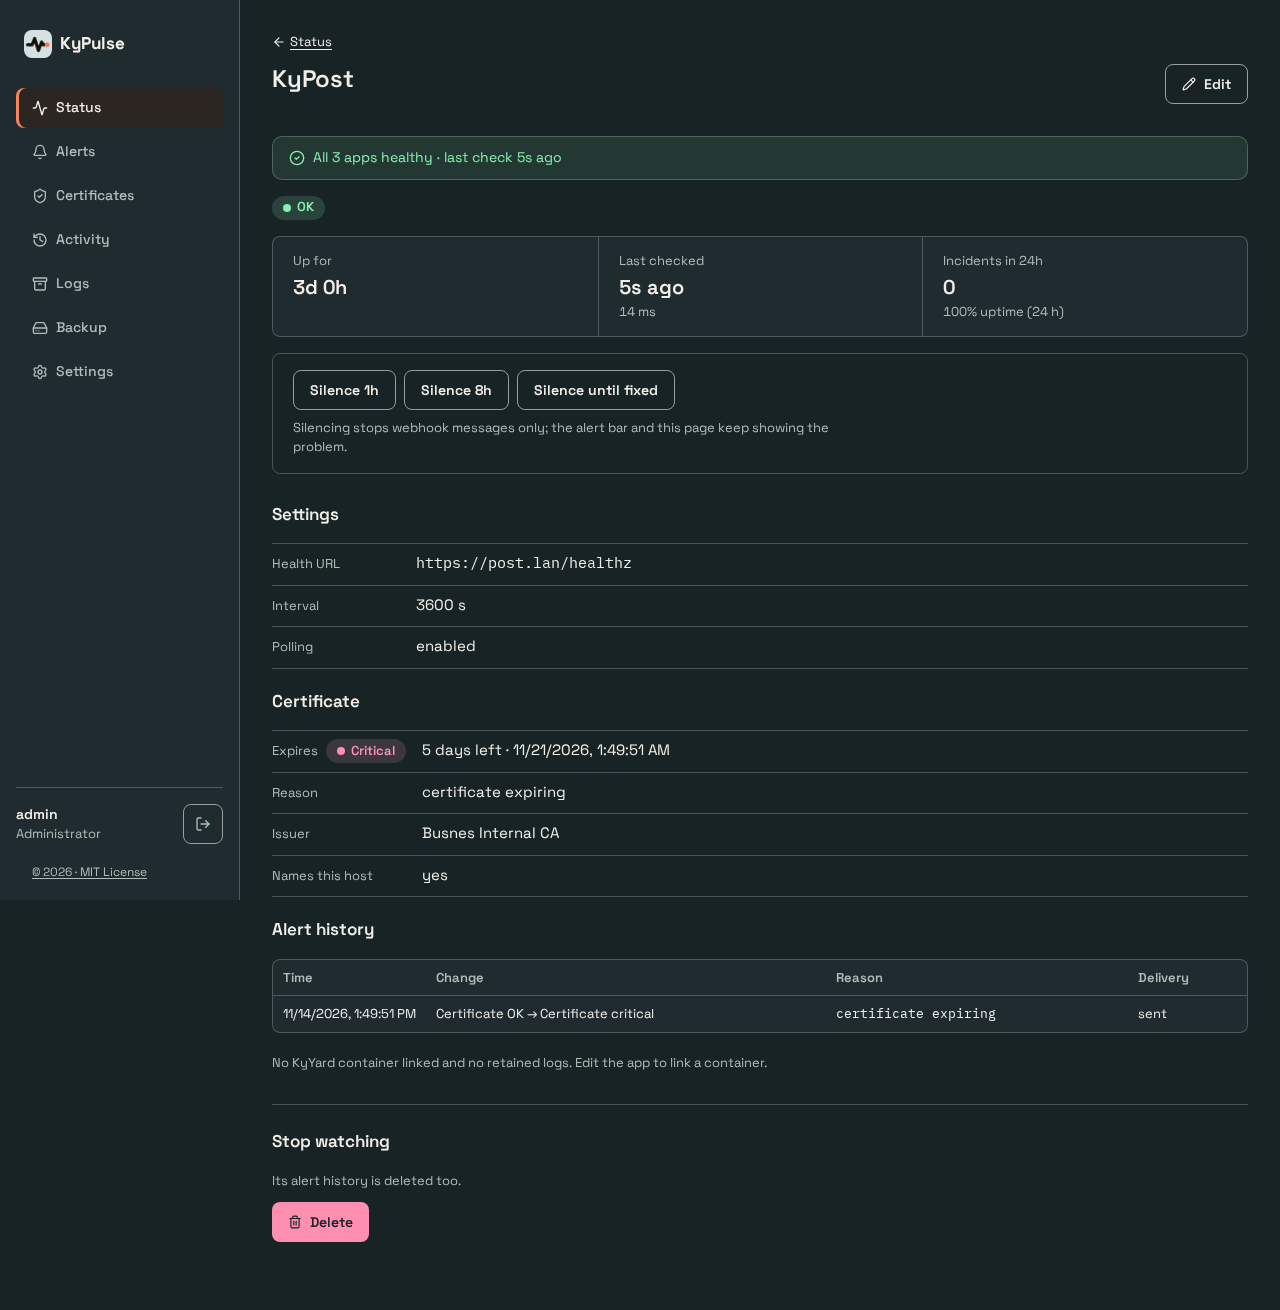 KyPulse
Status
Alerts
Certificates
Activity
Logs
Backup
Settings
admin
Administrator
© 2026 · MIT License
← Status
KyPost
Edit
All 3 apps healthy · last check 5s ago
OK
Up for
3d 0h
Last checked
5s ago
14 ms
Incidents in 24h
0
100% uptime (24 h)
Silence 1h
Silence 8h
Silence until fixed
Silencing stops webhook messages only; the alert bar and this page keep showing the
problem.
Settings
Health URL https://post.lan/healthz
Interval 3600 s
Polling enabled
Certificate
Expires Critical 5 days left · 11/21/2026, 1:49:51 AM
Reason certificate expiring
Issuer Busnes Internal CA
Names this host yes
Alert history
Time Change Reason Delivery
11/14/2026, 1:49:51 PM Certificate OK → Certificate critical certificate expiring sent
No KyYard container linked and no retained logs. Edit the app to link a container.
Stop watching
Its alert history is deleted too.
Delete